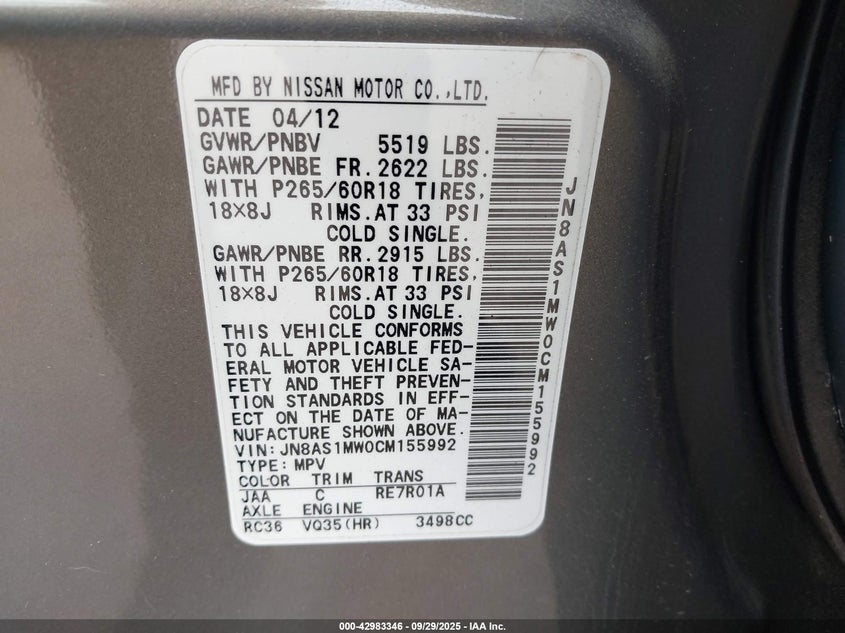 MFD BY NISSAN MOTOR CO.,LTD.
DATE 04/12
GVWR/PNBV 5519 LBS.
GAWR/PNBE FR.2622 LBS.
WITH P265/60R18 TIRES,
18×8J RIMS.AT 33 PSI
COLD SINGLE.
GAWR/PNBE RR.2915 LBS.
WITH P265/60R18 TIRES,
18×8J RIMS.AT 33 PSI
COLD SINGLE.
THIS VEHICLE CONFORMS
TO ALL APPLICABLE FED-
ERAL MOTOR VEHICLE SA-
FETY AND THEFT PREVEN-
TION STANDARDS IN EFF-
ECT ON THE DATE OF MA-
NUFACTURE SHOWN ABOVE.
VIN:JN8AS1MW0CM155992
TYPE:MPV
COLOR TRIM TRANS
JAA C RE7R01A
AXLE ENGINE
RC36 VQ35(HR) 3498CC
JN8AS1MW0CM155992
000-42983346 | 09/29/2025 | IAA Inc.